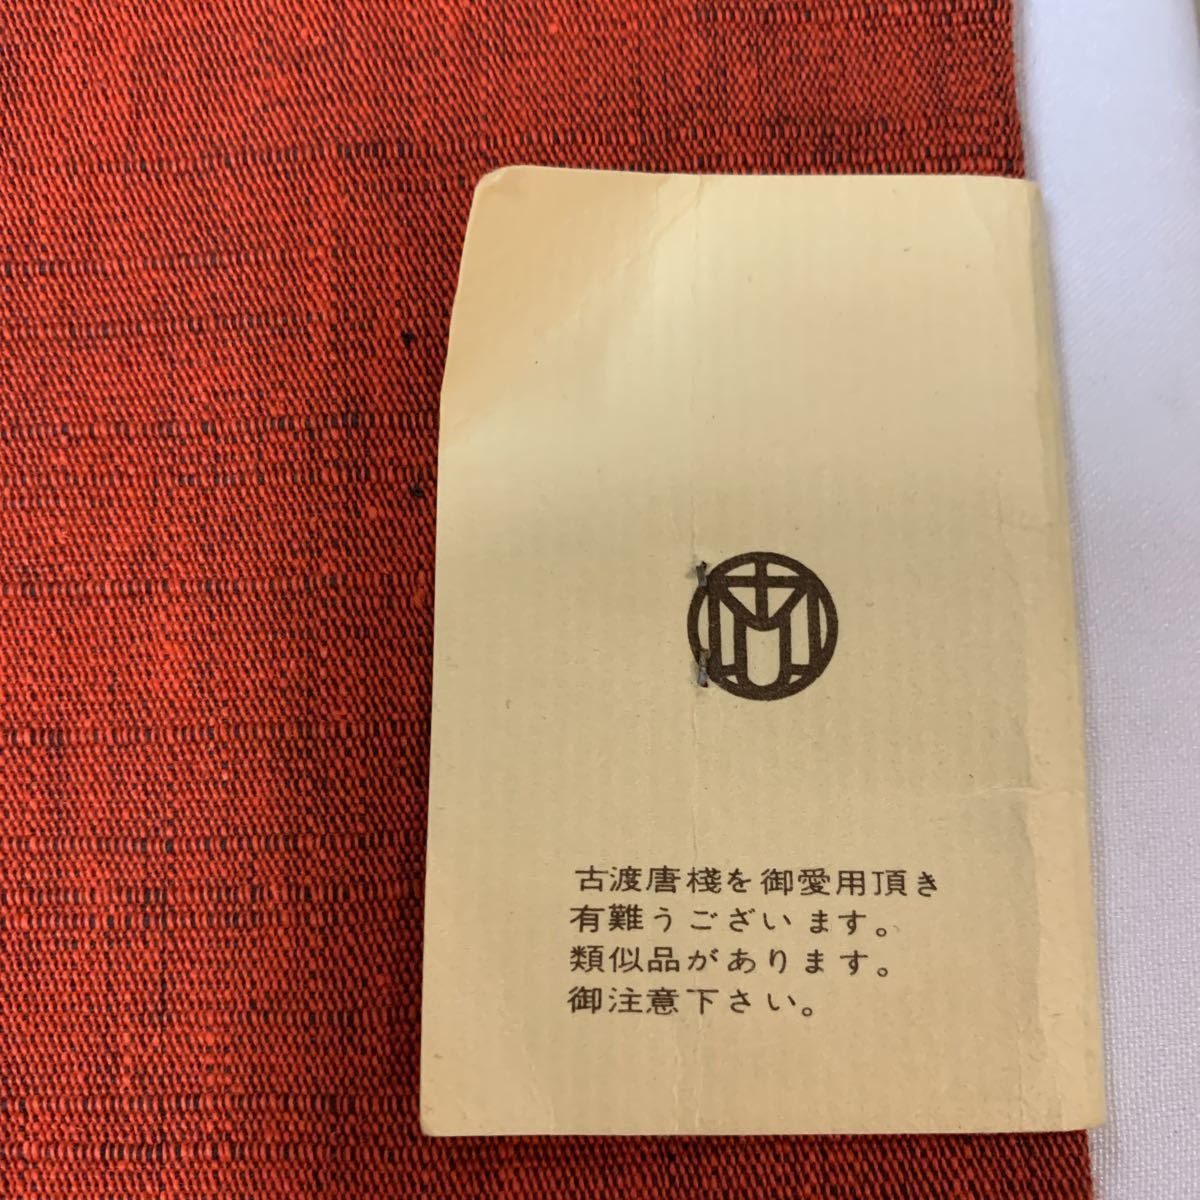 古渡唐棧を御愛用頂き
有難うございます。
類似品があります。
御注意下さい。